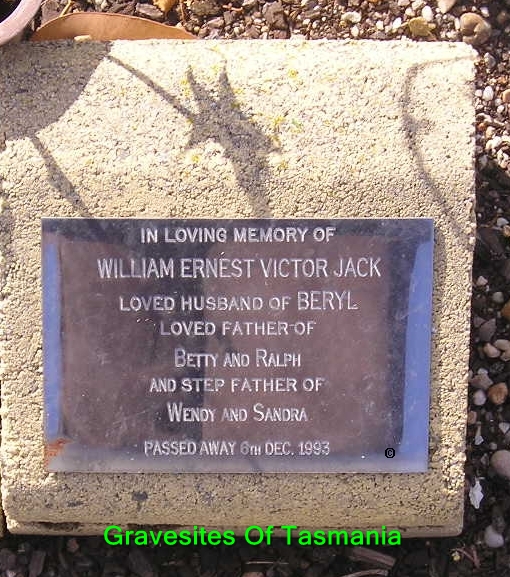 IN LOVING MEMORY OF
WILLIAM ERNEST VICTOR JACK
LOVED HUSBAND OF BERYL
LOVED FATHER OF
BETTY AND RALPH
AND STEP FATHER OF
WENDY AND SANDRA
PASSED AWAY 6TH DEC. 1993
©
Gravesites Of Tasmania